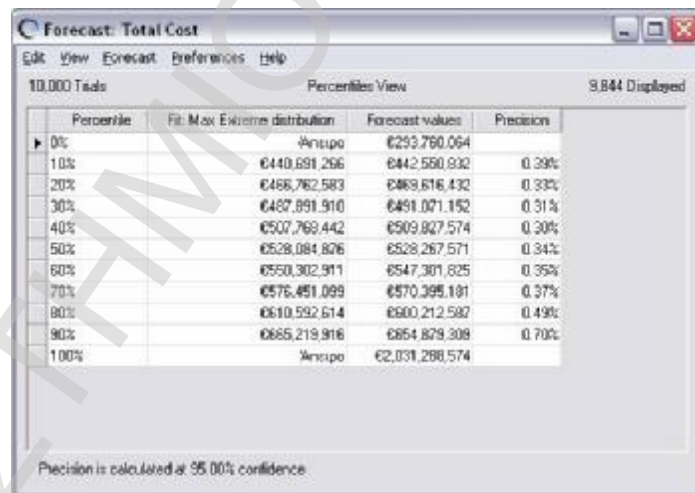 Forecast: Total Cost
Edit View Forecast Preferences Help
10,000 Trials Percentiles View 9,844 Displayed
Percentile Fit: Max Extreme distribution Forecast values Precision
0% Άπειρο €293.760.064
10% €440,691,266 €442,550,932 0.39%
20% €466,762,583 €469,616,432 0.33%
30% €487,891,910 €491,071,152 0.31%
40% €507,768,442 €509,827,574 0.30%
50% €528,084,876 €528,267,571 0.34%
60% €550,302,911 €547,301,825 0.35%
70% €576,451,099 €570,395,181 0.37%
80% €610,592,614 €600,212,587 0.49%
90% €665,219,916 €654,879,309 0.70%
100% Άπειρο €2,031,288,574
Precision is calculated at 95.00% confidence